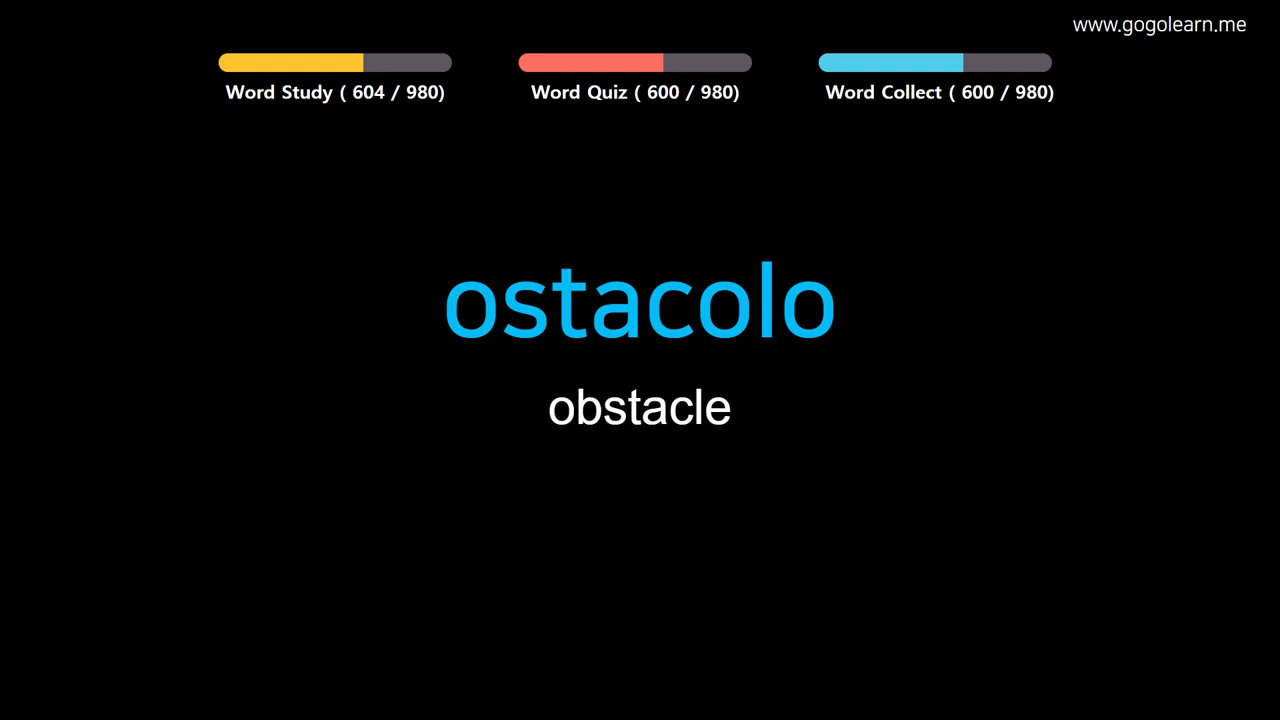 www.gogolearn.me
Word Study ( 604 / 980)
Word Quiz ( 600 / 980)
Word Collect ( 600 / 980)
ostacolo
obstacle